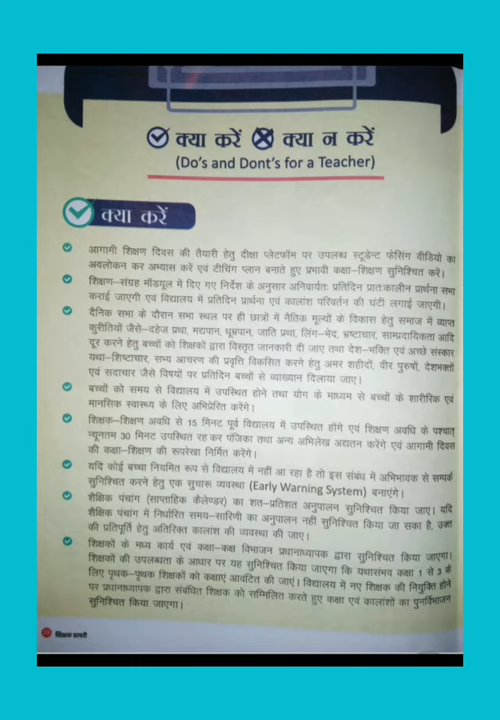 क्या करें क्या न करें
(Do's and Dont's for a Teacher)
क्या करें
आगामी शिक्षण दिवस की तैयारी हेतु दीक्षा प्लेटफॉम पर उपलब्ध स्टूडेन्ट फेसिंग वीडियो का
अवलोकन कर अभ्यास करें एवं टीचिंग प्लान बनाते हुए प्रभावी कक्षा–शिक्षण सुनिश्चित करें।
शिक्षण–संग्रह मॉड्यूल में दिए गए निर्देश के अनुसार अनिवार्यतः प्रतिदिन प्रातःकालीन प्रार्थना सभा
कराई जाएगी एवं विद्यालय में प्रतिदिन प्रार्थना एवं कालांश परिवर्तन की घंटी लगाई जाएगी।
दैनिक सभा के दौरान सभा स्थल पर ही छात्रों में नैतिक मूल्यों के विकास हेतु समाज में व्याप्त
कुरीतियों जैसे–दहेज प्रथा, मद्यपान, धूम्रपान, जाति प्रथा, लिंग–भेद, भ्रष्टाचार, साम्प्रदायिकता आदि
दूर करने हेतु बच्चों को शिक्षकों द्वारा विस्तृत जानकारी दी जाए तथा देश–भक्ति एवं अच्छे संस्कार
यथा–शिष्टाचार, सभ्य आचरण की प्रवृत्ति विकसित करने हेतु अमर शहीदों, वीर पुरुषों, देशभक्तों
एवं सदाचार जैसे विषयों पर प्रतिदिन बच्चों से व्याख्यान दिलाया जाए।
बच्चों को समय से विद्यालय में उपस्थित होने तथा योग के माध्यम से बच्चों के शारीरिक एवं
मानसिक स्वास्थ्य के लिए अभिप्रेरित करेंगे।
शिक्षक–शिक्षण अवधि से 15 मिनट पूर्व विद्यालय में उपस्थित होंगे एवं शिक्षण अवधि के पश्चात्
न्यूनतम 30 मिनट उपस्थित रह कर पंजिका तथा अन्य अभिलेख अद्यतन करेंगे एवं आगामी दिवस
की कक्षा–शिक्षण की रूपरेखा निर्मित करेंगे।
यदि कोई बच्चा नियमित रूप से विद्यालय में नहीं आ रहा है तो इस संबंध में अभिभावक से सम्पर्क
सुनिश्चित करने हेतु एक सुचारू व्यवस्था (Early Warning System) बनाएंगे।
शैक्षिक पंचांग (साप्ताहिक कैलेण्डर) का शत–प्रतिशत अनुपालन सुनिश्चित किया जाए। यदि
शैक्षिक पंचांग में निर्धारित समय–सारिणी का अनुपालन नहीं सुनिश्चित किया जा सका है, उक्त
की प्रतिपूर्ति हेतु अतिरिक्त कालांश की व्यवस्था की जाए।
शिक्षकों के मध्य कार्य एवं कक्षा–कक्ष विभाजन प्रधानाध्यापक द्वारा सुनिश्चित किया जाएगा।
शिक्षकों की उपलब्धता के आधार पर यह सुनिश्चित किया जाएगा कि यथासंभव कक्षा 1 से 3 के
लिए पृथक–पृथक शिक्षकों को कक्षाएं आवंटित की जाएं। विद्यालय में नए शिक्षक की नियुक्ति होने
पर प्रधानाध्यापक द्वारा संबंधित शिक्षक को सम्मिलित करते हुए कक्षा एवं कालांशों का पुनर्विभाजन
सुनिश्चित किया जाएगा।
शिक्षक डायरी